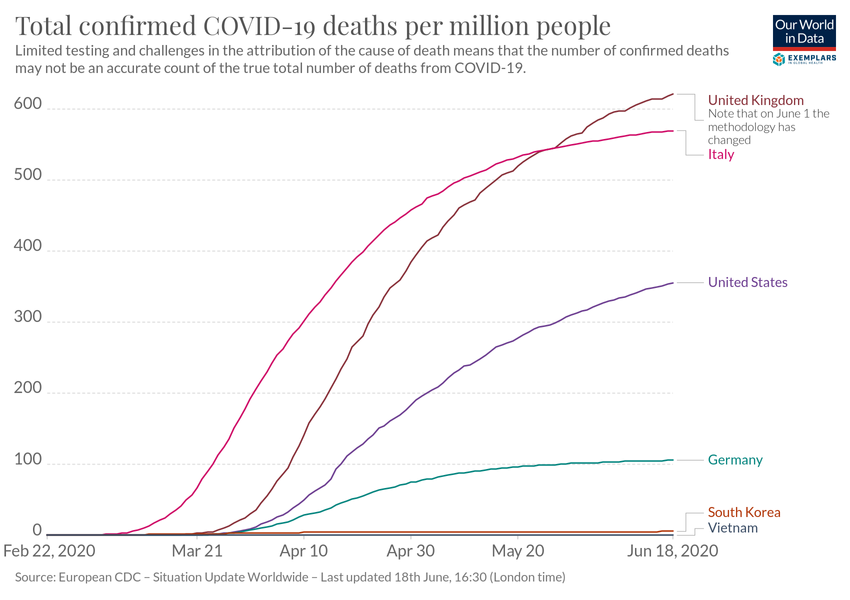 Total confirmed COVID-19 deaths per million people
Limited testing and challenges in the attribution of the cause of death means that the number of confirmed deaths
may not be an accurate count of the true total number of deaths from COVID-19.
Our World
in Data
EXEMPLARS
IN GLOBAL HEALTH
600
500
400
300
200
100
0
United Kingdom
Note that on June 1 the
methodology has
changed
Italy
United States
Germany
South Korea
Vietnam
Feb 22, 2020
Mar 21
Apr 10
Apr 30
May 20
Jun 18, 2020
Source: European CDC – Situation Update Worldwide – Last updated 18th June, 16:30 (London time)